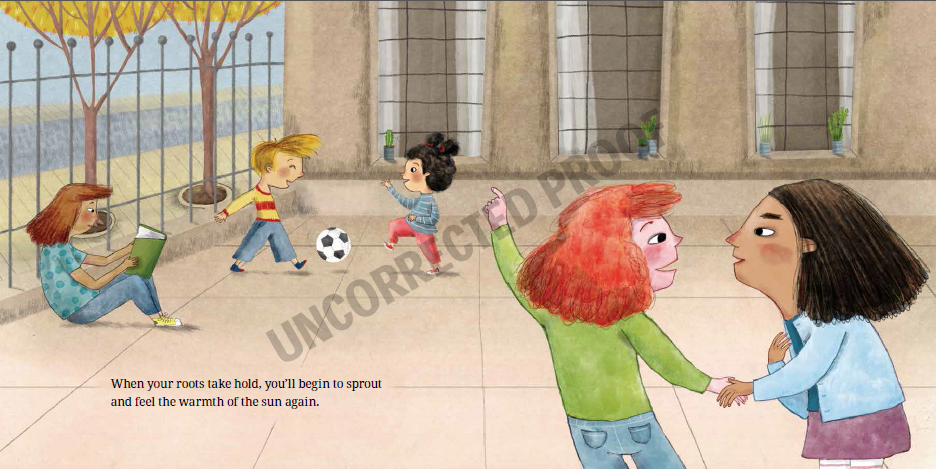 UNCORRECTED PROOF
When your roots take hold, you'll begin to sprout
and feel the warmth of the sun again.